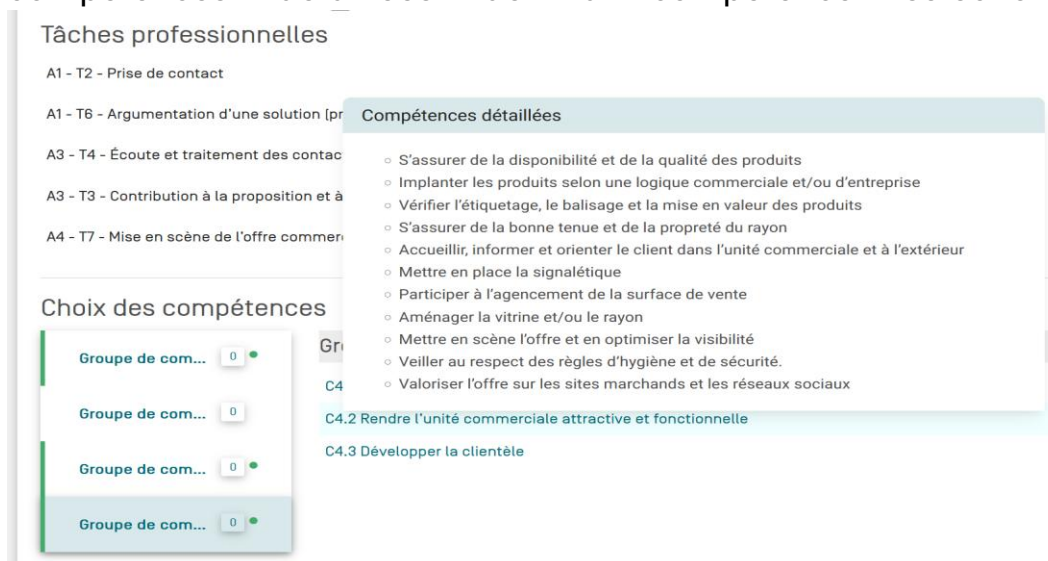 Tâches professionnelles
A1 - T2 - Prise de contact
A1 - T6 - Argumentation d'une solution (pr
A3 - T4 - Écoute et traitement des contac
A3 - T3 - Contribution à la proposition et à
A4 - T7 - Mise en scène de l'offre commer
Compétences détaillées
S'assurer de la disponibilité et de la qualité des produits
Implanter les produits selon une logique commerciale et/ou d'entreprise
Vérifier l'étiquetage, le balisage et la mise en valeur des produits
S'assurer de la bonne tenue et de la propreté du rayon
Accueillir, informer et orienter le client dans l'unité commerciale et à l'extérieur
Mettre en place la signalétique
Participer à l'agencement de la surface de vente
Aménager la vitrine et/ou le rayon
Mettre en scène l'offre et en optimiser la visibilité
Veiller au respect des règles d'hygiène et de sécurité.
Valoriser l'offre sur les sites marchands et les réseaux sociaux
Choix des compétences
Groupe de com... 0
Groupe de com... 0
Groupe de com... 0
Groupe de com... 0
Gr
C4
C4.2 Rendre l'unité commerciale attractive et fonctionnelle
C4.3 Développer la clientèle